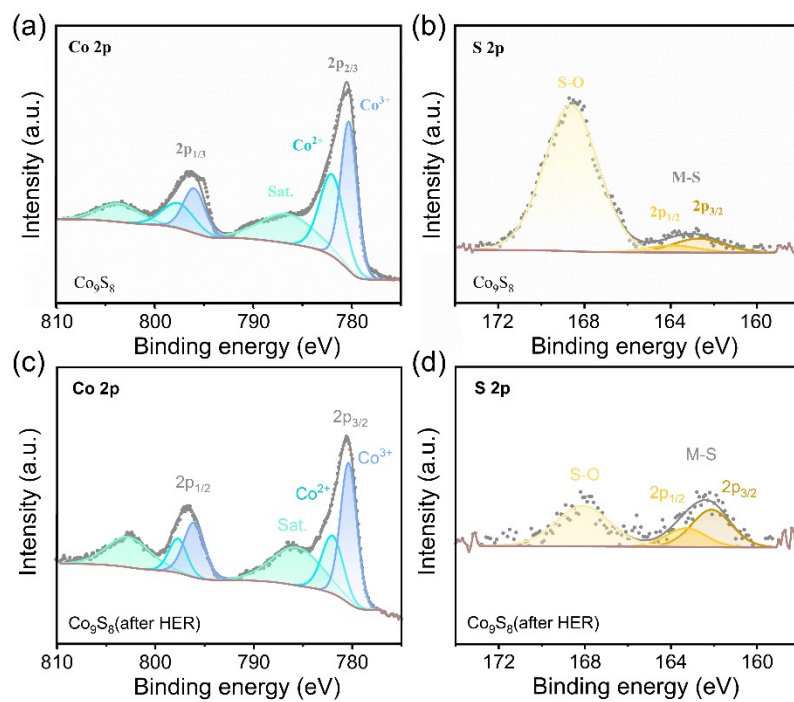 (a)
Co 2p
2p₂/₃
Co³⁺
Co²⁺
2p₁/₃
Sat.
Co₉S₈
Intensity (a.u.)
810 800 790 780
Binding energy (eV)
(b)
S 2p
S-O
M-S
2p₁/₂
2p₃/₂
Co₉S₈
Intensity (a.u.)
172 168 164 160
Binding energy (eV)
(c)
Co 2p
2p₃/₂
Co³⁺
Co²⁺
2p₁/₂
Sat.
Co₉S₈(after HER)
Intensity (a.u.)
810 800 790 780
Binding energy (eV)
(d)
S 2p
M-S
S-O
2p₁/₂
2p₃/₂
Co₉S₈(after HER)
Intensity (a.u.)
172 168 164 160
Binding energy (eV)